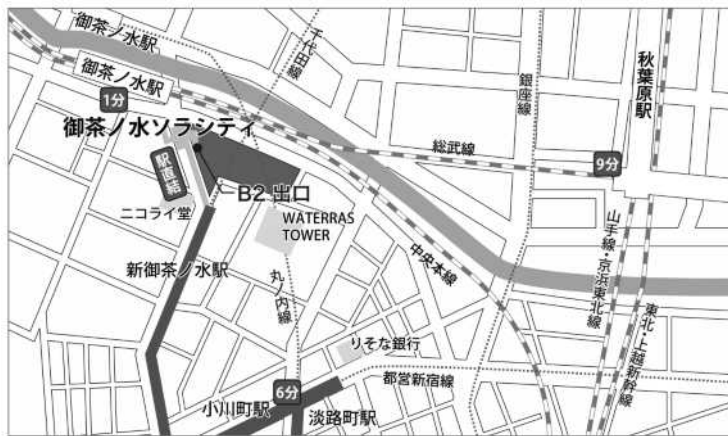 御茶ノ水駅
千代田線
御茶ノ水駅
銀座線
秋葉原駅
1分
御茶ノ水ソラシティ
総武線
9分
駅直結
B2 出口
ニコライ堂
WATERRAS
TOWER
新御茶ノ水駅
丸ノ内線
中央本線
山手線・京浜東北線
東北・上越新幹線
りそな銀行
都営新宿線
6分
小川町駅
淡路町駅